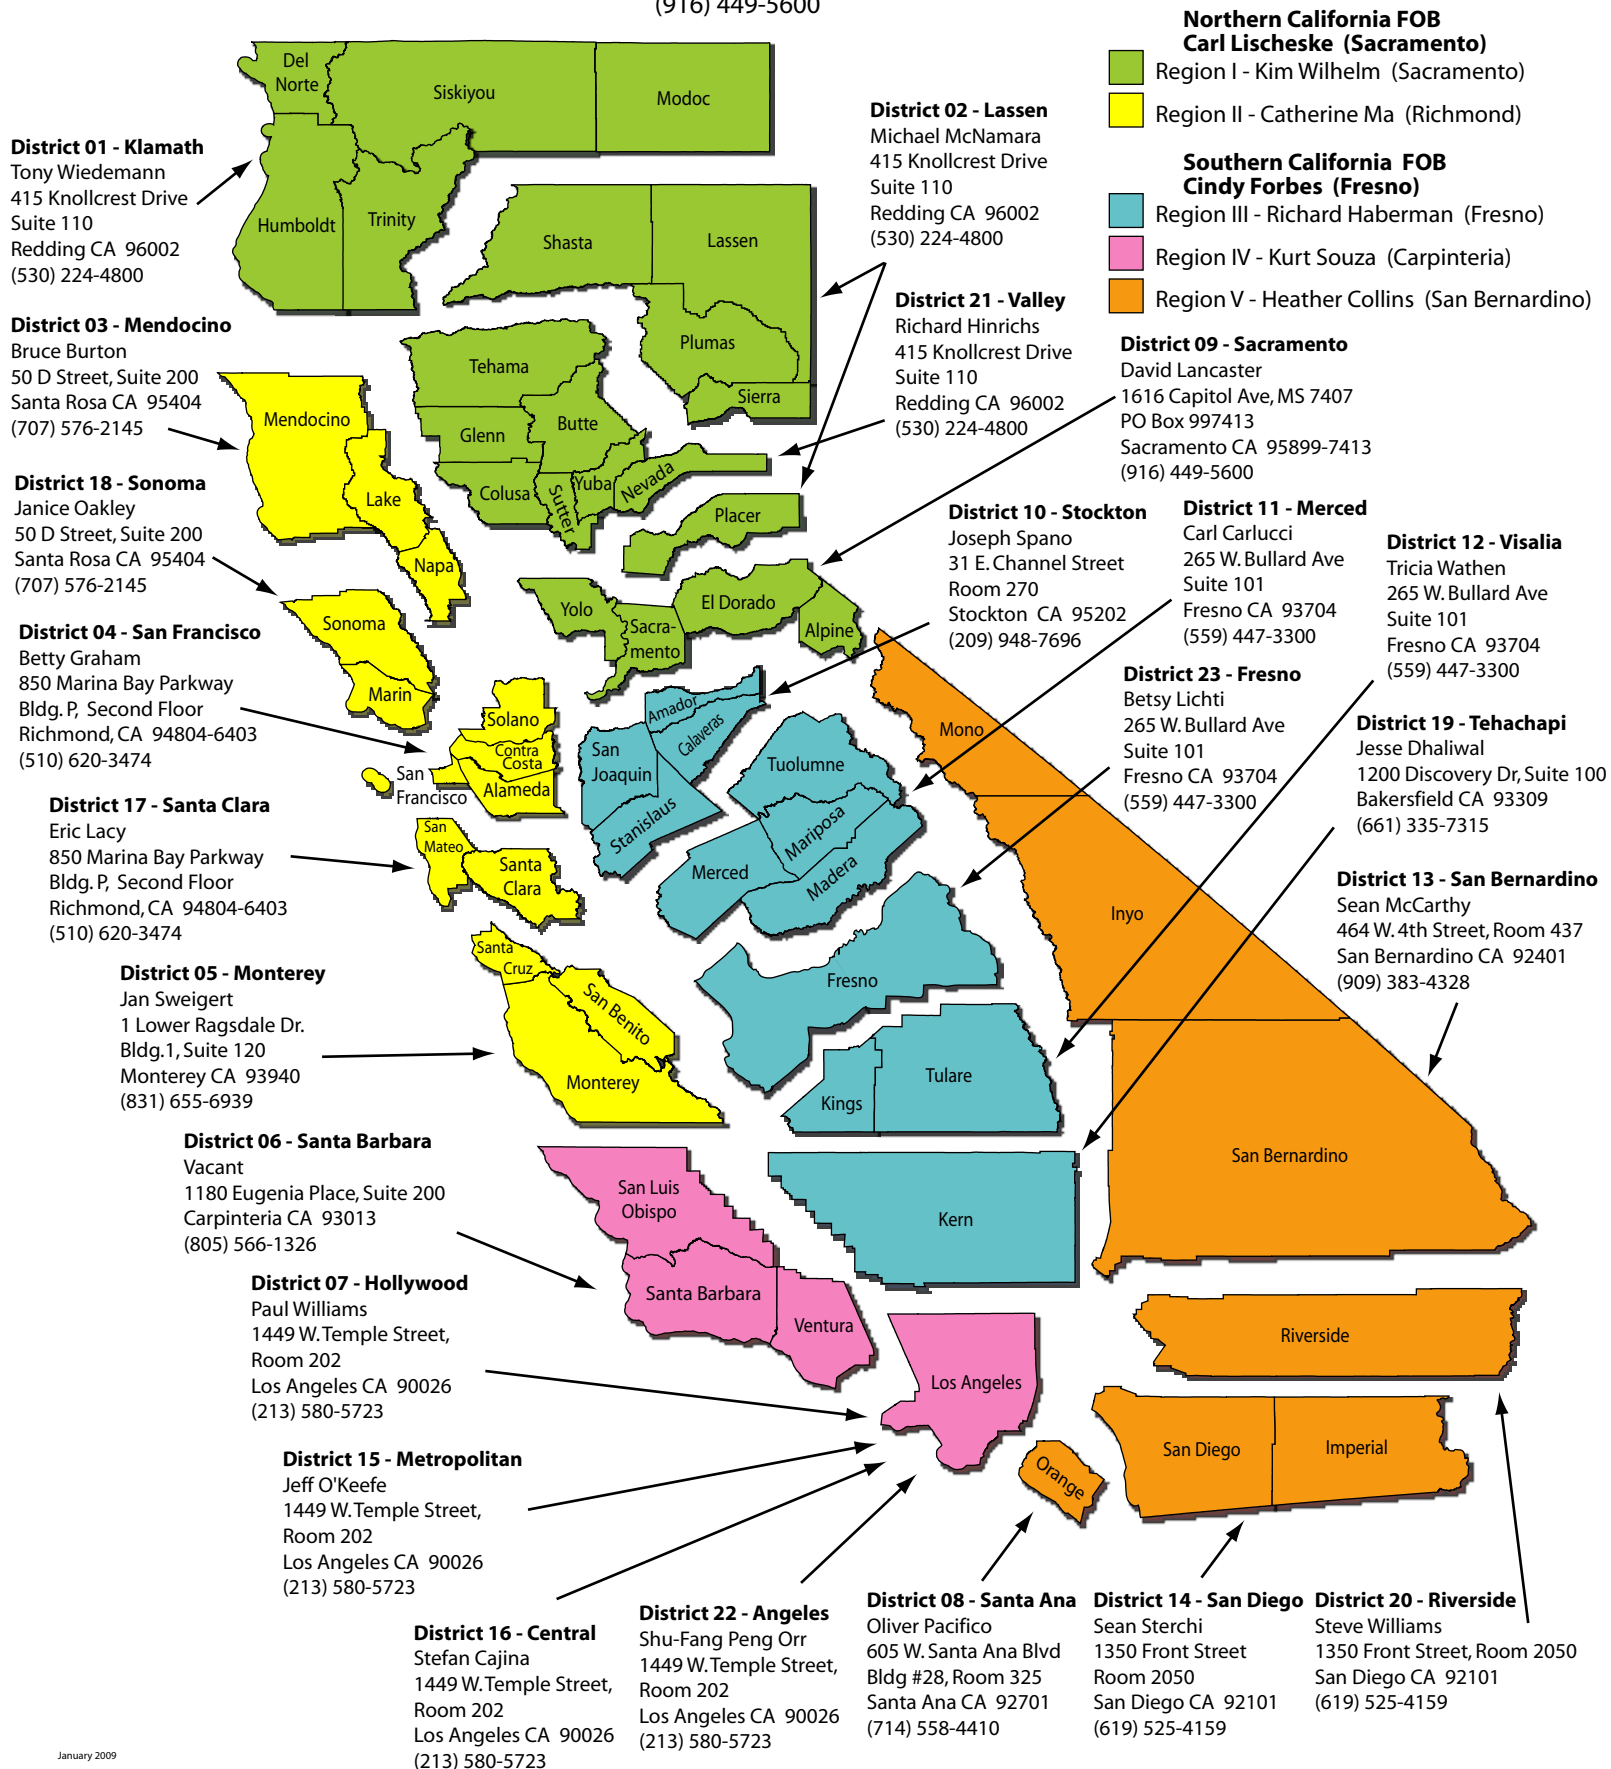 (916) 449-5600
Northern California FOB
Carl Lischeske (Sacramento)
Region I - Kim Wilhelm (Sacramento)
Region II - Catherine Ma (Richmond)
Southern California FOB
Cindy Forbes (Fresno)
Region III - Richard Haberman (Fresno)
Region IV - Kurt Souza (Carpinteria)
Region V - Heather Collins (San Bernardino)
District 01 - Klamath
Tony Wiedemann
415 Knollcrest Drive
Suite 110
Redding CA 96002
(530) 224-4800
District 02 - Lassen
Michael McNamara
415 Knollcrest Drive
Suite 110
Redding CA 96002
(530) 224-4800
District 21 - Valley
Richard Hinrichs
415 Knollcrest Drive
Suite 110
Redding CA 96002
(530) 224-4800
District 09 - Sacramento
David Lancaster
1616 Capitol Ave, MS 7407
PO Box 997413
Sacramento CA 95899-7413
(916) 449-5600
District 03 - Mendocino
Bruce Burton
50 D Street, Suite 200
Santa Rosa CA 95404
(707) 576-2145
District 18 - Sonoma
Janice Oakley
50 D Street, Suite 200
Santa Rosa CA 95404
(707) 576-2145
District 04 - San Francisco
Betty Graham
850 Marina Bay Parkway
Bldg. P, Second Floor
Richmond, CA 94804-6403
(510) 620-3474
District 17 - Santa Clara
Eric Lacy
850 Marina Bay Parkway
Bldg. P, Second Floor
Richmond, CA 94804-6403
(510) 620-3474
District 05 - Monterey
Jan Sweigert
1 Lower Ragsdale Dr.
Bldg.1, Suite 120
Monterey CA 93940
(831) 655-6939
District 06 - Santa Barbara
Vacant
1180 Eugenia Place, Suite 200
Carpinteria CA 93013
(805) 566-1326
District 07 - Hollywood
Paul Williams
1449 W. Temple Street,
Room 202
Los Angeles CA 90026
(213) 580-5723
District 15 - Metropolitan
Jeff O'Keefe
1449 W. Temple Street,
Room 202
Los Angeles CA 90026
(213) 580-5723
District 16 - Central
Stefan Cajina
1449 W. Temple Street,
Room 202
Los Angeles CA 90026
(213) 580-5723
District 22 - Angeles
Shu-Fang Peng Orr
1449 W. Temple Street,
Room 202
Los Angeles CA 90026
(213) 580-5723
District 08 - Santa Ana
Oliver Pacifico
605 W. Santa Ana Blvd
Bldg #28, Room 325
Santa Ana CA 92701
(714) 558-4410
District 14 - San Diego
Sean Sterchi
1350 Front Street
Room 2050
San Diego CA 92101
(619) 525-4159
District 20 - Riverside
Steve Williams
1350 Front Street, Room 2050
San Diego CA 92101
(619) 525-4159
District 10 - Stockton
Joseph Spano
31 E. Channel Street
Room 270
Stockton CA 95202
(209) 948-7696
District 11 - Merced
Carl Carlucci
265 W. Bullard Ave
Suite 101
Fresno CA 93704
(559) 447-3300
District 12 - Visalia
Tricia Wathen
265 W. Bullard Ave
Suite 101
Fresno CA 93704
(559) 447-3300
District 23 - Fresno
Betsy Lichti
265 W. Bullard Ave
Suite 101
Fresno CA 93704
(559) 447-3300
District 19 - Tehachapi
Jesse Dhaliwal
1200 Discovery Dr, Suite 100
Bakersfield CA 93309
(661) 335-7315
District 13 - San Bernardino
Sean McCarthy
464 W. 4th Street, Room 437
San Bernardino CA 92401
(909) 383-4328
Del
Norte
Siskiyou
Modoc
Humboldt
Trinity
Shasta
Lassen
Plumas
Sierra
Tehama
Glenn
Butte
Colusa
Sutter
Yuba
Nevada
Placer
Mendocino
Lake
Napa
Sonoma
Marin
Yolo
Sacra-
mento
El Dorado
Alpine
Solano
Contra
Costa
Alameda
San
Francisco
San
Mateo
Santa
Clara
Santa
Cruz
San Benito
Monterey
Amador
Calaveras
San
Joaquin
Stanislaus
Tuolumne
Mariposa
Merced
Madera
Fresno
Kings
Tulare
Kern
Mono
Inyo
San Bernardino
San Luis
Obispo
Santa Barbara
Ventura
Los Angeles
Orange
Riverside
San Diego
Imperial
January 2009